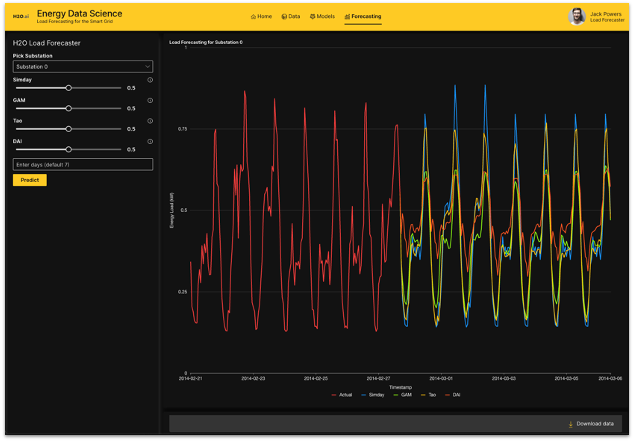 H2O.ai
Energy Data Science
Load Forecasting for the Smart Grid
Home
Data
Models
Forecasting
Jack Powers
Load Forecaster
H2O Load Forecaster
Pick Substation
Substation 0
Simday
0.5
GAM
0.5
Tao
0.5
DAI
0.5
Enter days (default 7)
Predict
Load Forecasting for Substation 0
1
0.75
0.5
0.25
0
Energy Load (kW)
2014-02-21
2014-02-23
2014-02-25
2014-02-27
2014-03-01
2014-03-03
2014-03-05
2014-03-06
Timestamp
Actual
Simday
GAM
Tao
DAI
Download data